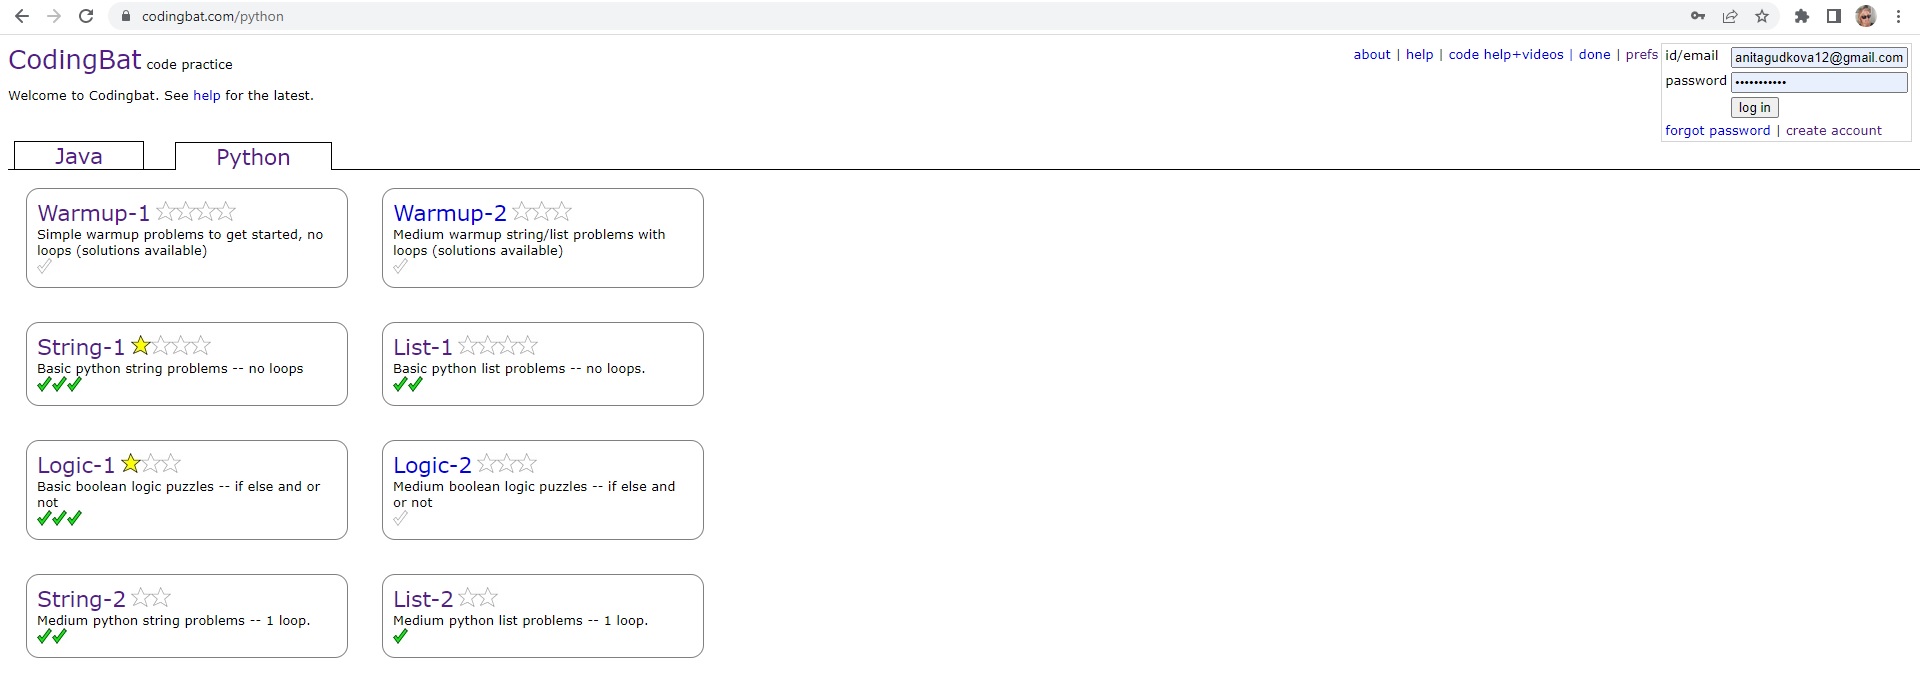 codingbat.com/python
CodingBat code practice
about | help | code help+videos | done | prefs
id/email anitagudkova12@gmail.com
password •••••••••••
log in
forgot password | create account
Welcome to Codingbat. See help for the latest.
Java
Python
Warmup-1
Simple warmup problems to get started, no
loops (solutions available)
Warmup-2
Medium warmup string/list problems with
loops (solutions available)
String-1
Basic python string problems -- no loops
List-1
Basic python list problems -- no loops.
Logic-1
Basic boolean logic puzzles -- if else and or
not
Logic-2
Medium boolean logic puzzles -- if else and
or not
String-2
Medium python string problems -- 1 loop.
List-2
Medium python list problems -- 1 loop.